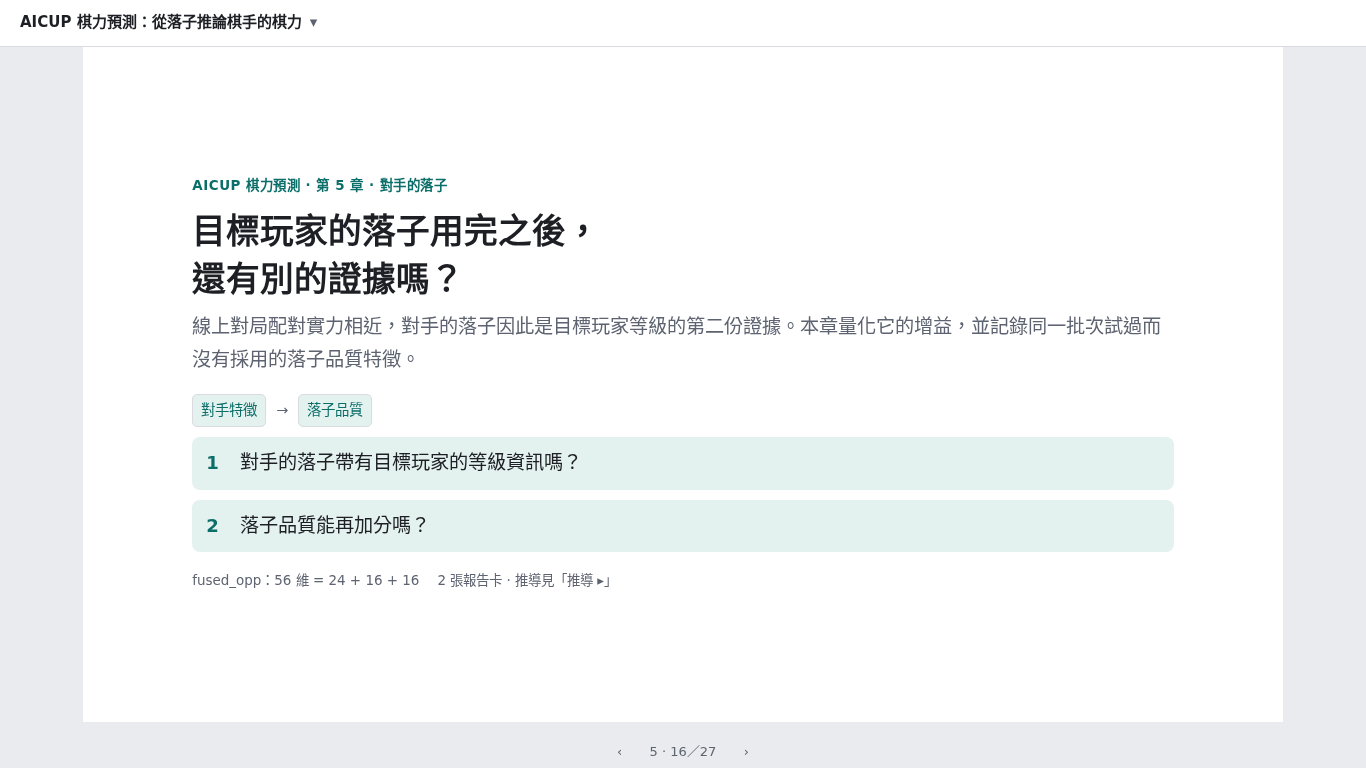 AICUP 棋力預測：從落子推論棋手的棋力 ▾
AICUP 棋力預測 · 第 5 章 · 對手的落子
目標玩家的落子用完之後，
還有別的證據嗎？
線上對局配對實力相近，對手的落子因此是目標玩家等級的第二份證據。本章量化它的增益，並記錄同一批次試過而
沒有採用的落子品質特徵。
對手特徵 → 落子品質
1 對手的落子帶有目標玩家的等級資訊嗎？
2 落子品質能再加分嗎？
fused_opp：56 維 = 24 + 16 + 16 2 張報告卡 · 推導見「推導 ▸」
‹ 5 · 16／27 ›